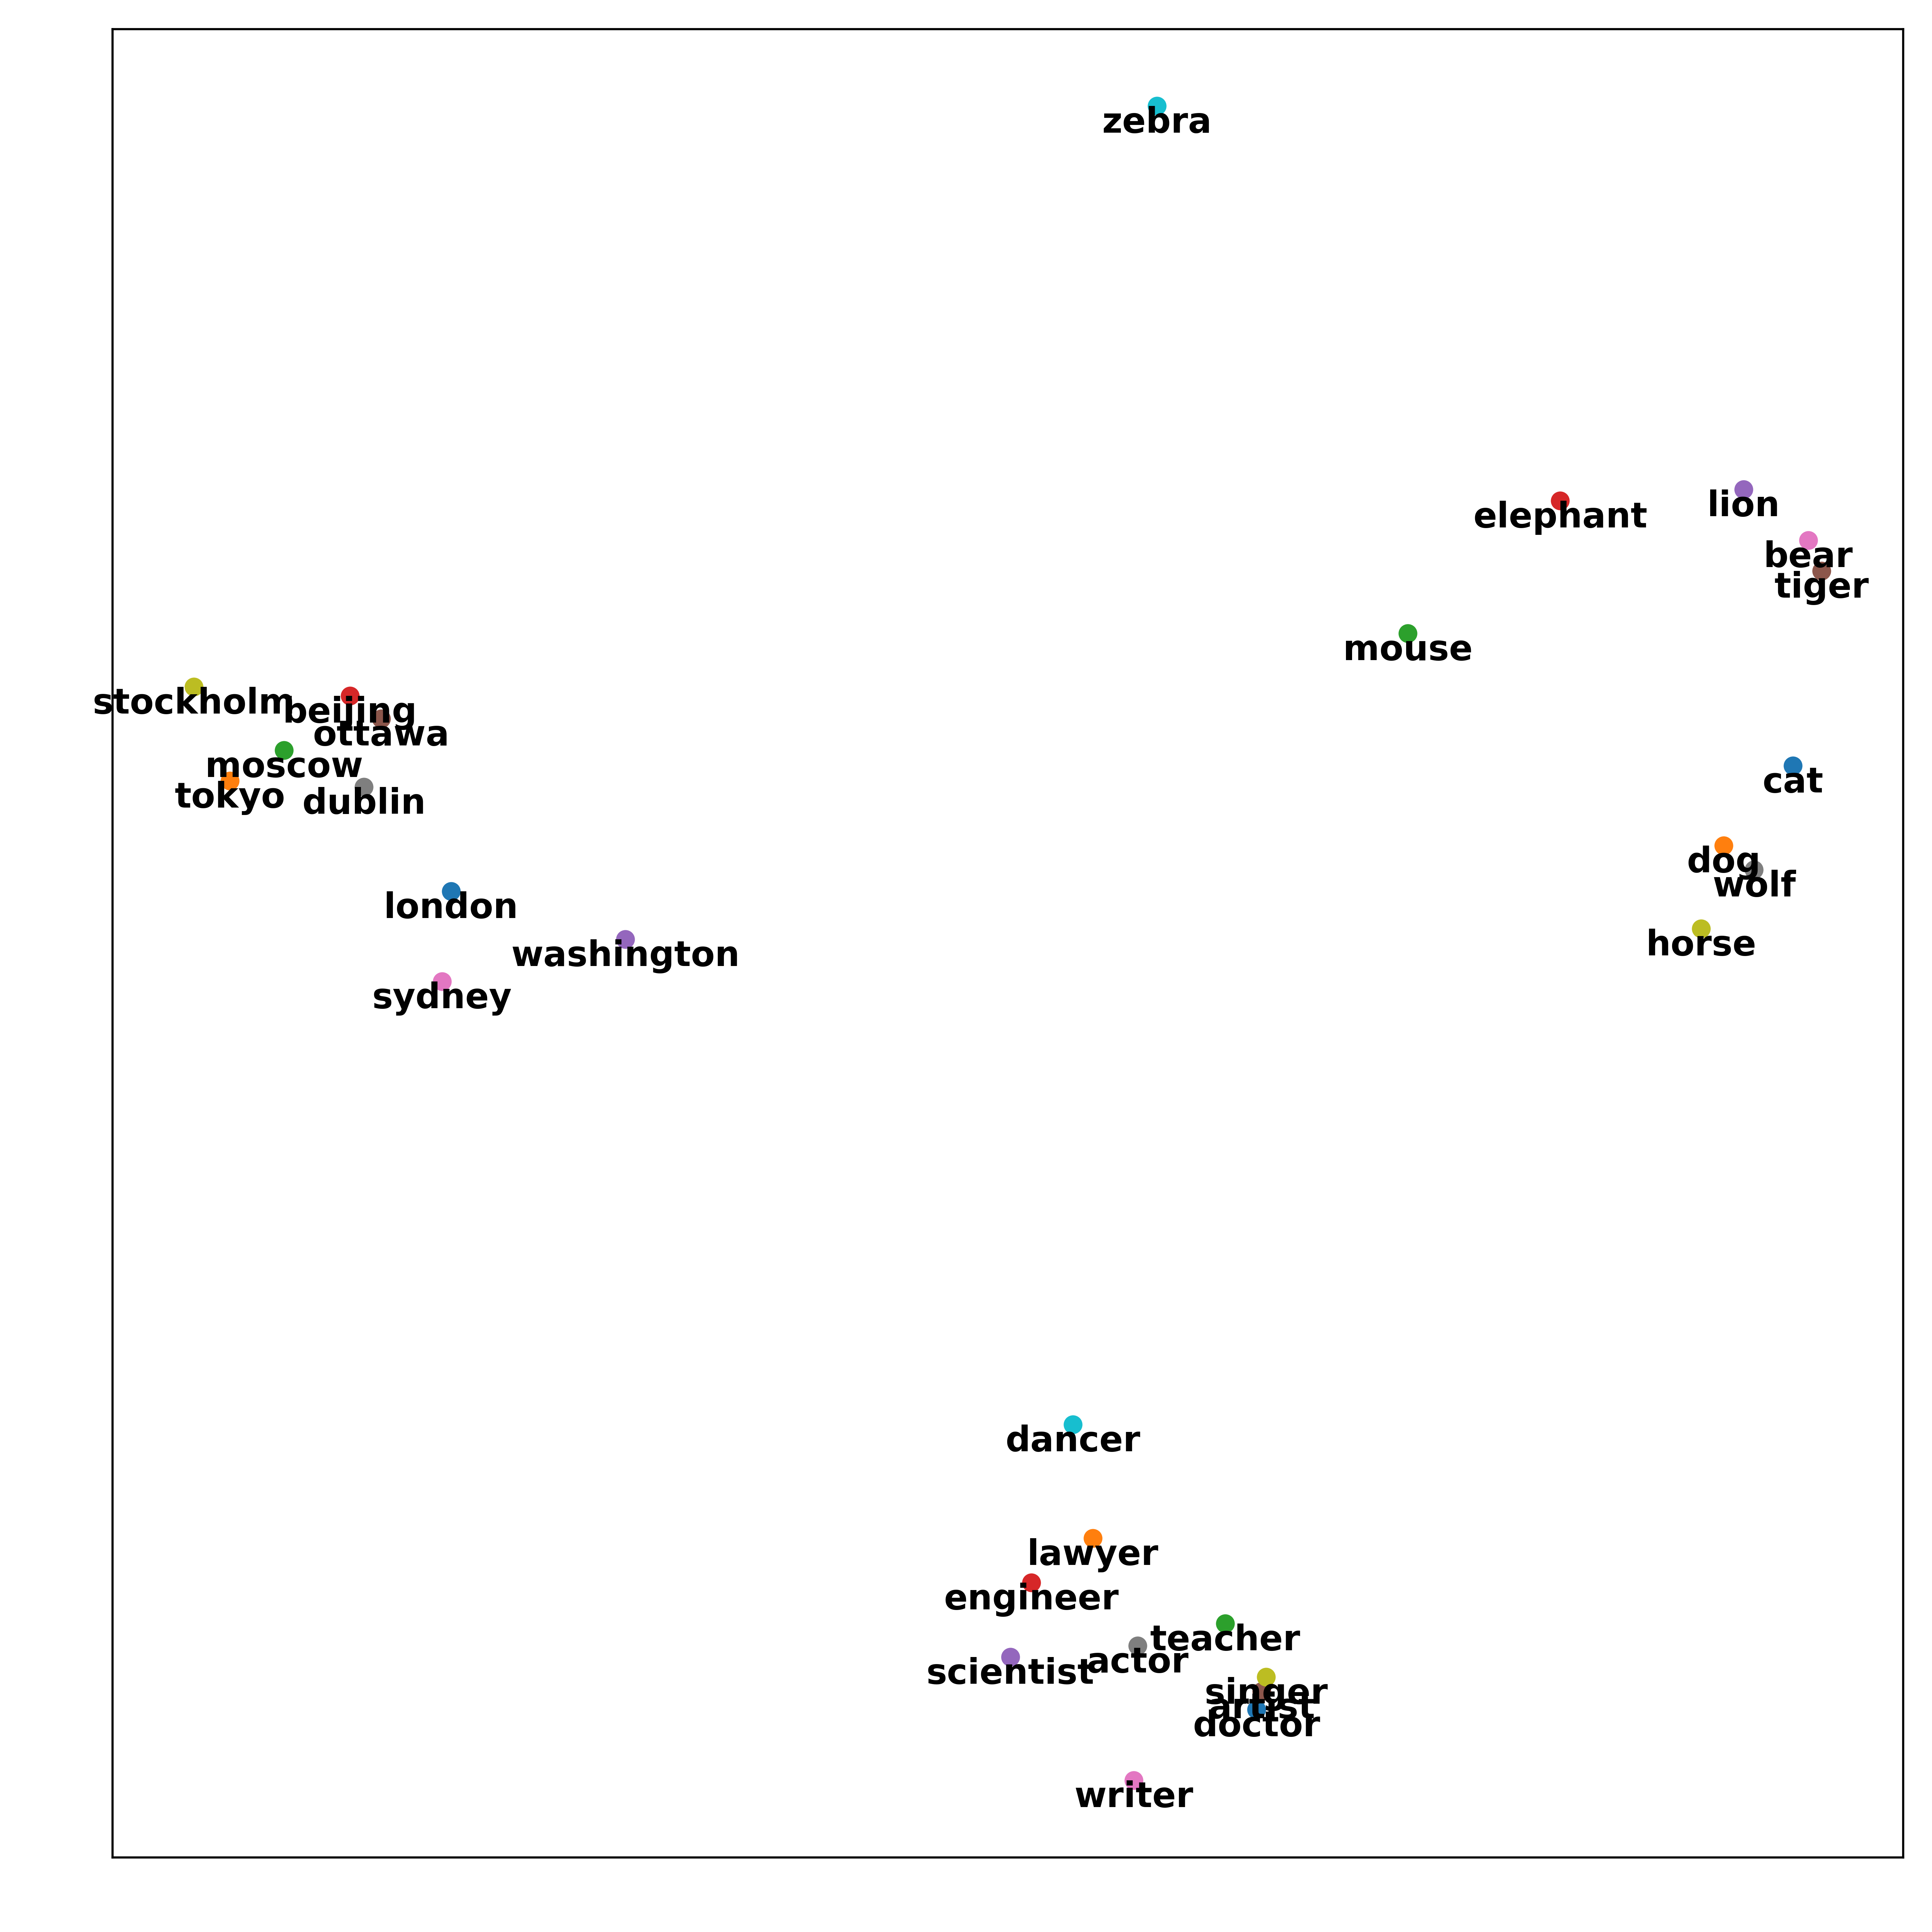 zebra
lion
elephant
bear
tiger
mouse
stockholm
beijing
ottawa
moscow
cat
tokyo
dublin
dog
wolf
london
horse
washington
sydney
dancer
lawyer
engineer
teacher
actor
scientist
singer
artist
doctor
writer